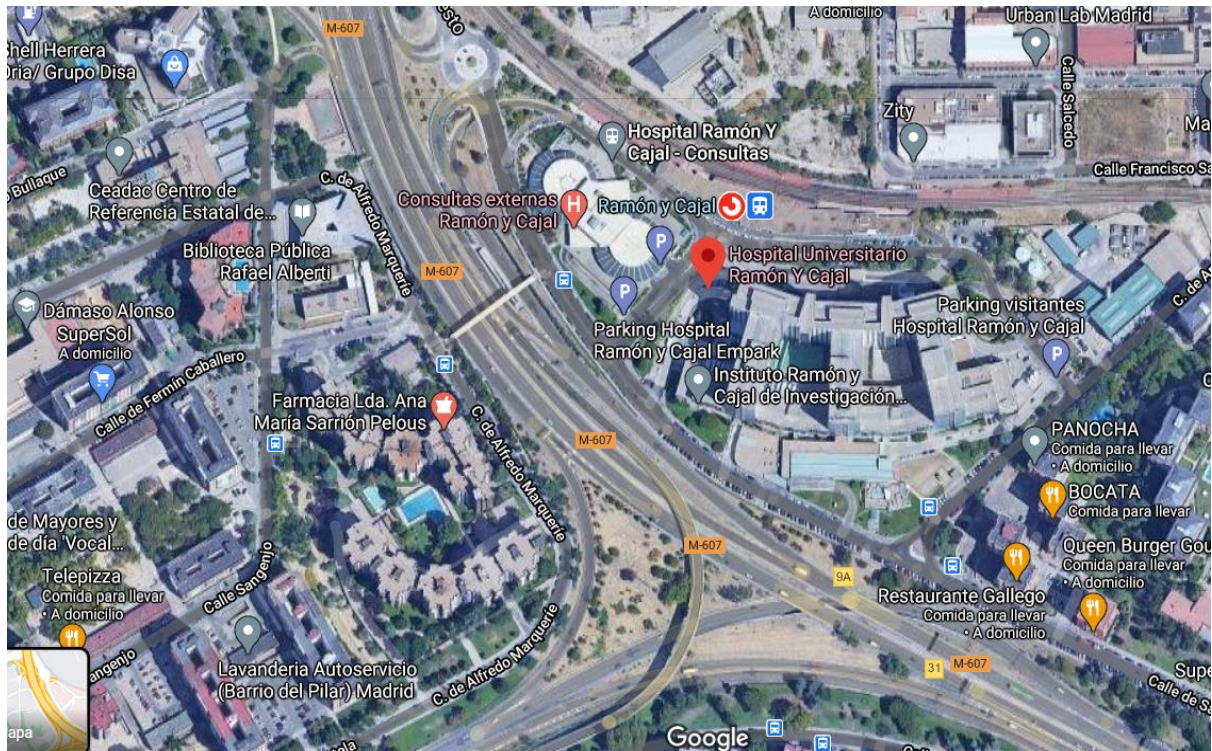 M-607
esto
A domicilio
Urban Lab Madrid
Shell Herrera
Oria/ Grupo Disa
Calle Salcedo
Zity
Hospital Ramón Y
Cajal - Consultas
Ma
Calle Francisco Sa
o Bullaque
Ceadac Centro de
Referencia Estatal de...
C. de Alfredo Marquerie
Consultas externas
Ramón y Cajal
H
Ramón y Cajal
P
Biblioteca Pública
Rafael Alberti
M-607
Hospital Universitario
Ramón Y Cajal
P
C. de A
Dámaso Alonso
SuperSol
A domicilio
Parking visitantes
Hospital Ramón y Cajal
P
Parking Hospital
Ramón y Cajal Empark
Calle de Fermín Caballero
Instituto Ramón y
Cajal de Investigación...
Farmacia Lda. Ana
María Sarrión Pelous
C. de Alfredo Marquerie
M-607
PANOCHA
Comida para llevar
• A domicilio
BOCATA
Comida para llevar
de Mayores y
de día 'Vocal...
M-607
Queen Burger Gou
Comida para llevar
• A domicilio
Telepizza
Comida para llevar
• A domicilio
Calle Sangenjo
9A
Restaurante Gallego
Comida para llevar
• A domicilio
angenjo
Lavanderia Autoservicio
(Barrio del Pilar) Madrid
C. de Alfredo Marquerie
31
M-607
Supe
Calle de Sa
apa
Google